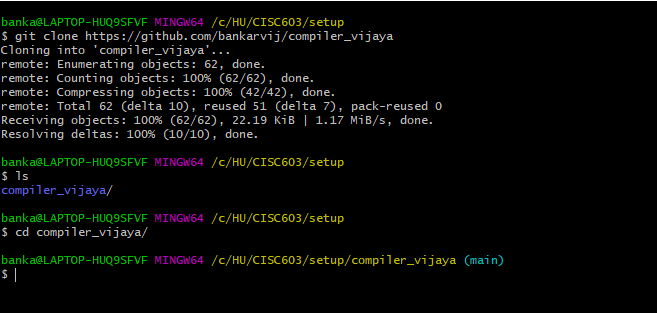 banka@LAPTOP-HUQ9SFVF MINGW64 /c/HU/CISC603/setup
$ git clone https://github.com/bankarvij/compiler_vijaya
Cloning into 'compiler_vijaya'...
remote: Enumerating objects: 62, done.
remote: Counting objects: 100% (62/62), done.
remote: Compressing objects: 100% (42/42), done.
remote: Total 62 (delta 10), reused 51 (delta 7), pack-reused 0
Receiving objects: 100% (62/62), 22.19 KiB | 1.17 MiB/s, done.
Resolving deltas: 100% (10/10), done.
banka@LAPTOP-HUQ9SFVF MINGW64 /c/HU/CISC603/setup
$ ls
compiler_vijaya/
banka@LAPTOP-HUQ9SFVF MINGW64 /c/HU/CISC603/setup
$ cd compiler_vijaya/
banka@LAPTOP-HUQ9SFVF MINGW64 /c/HU/CISC603/setup/compiler_vijaya (main)
$